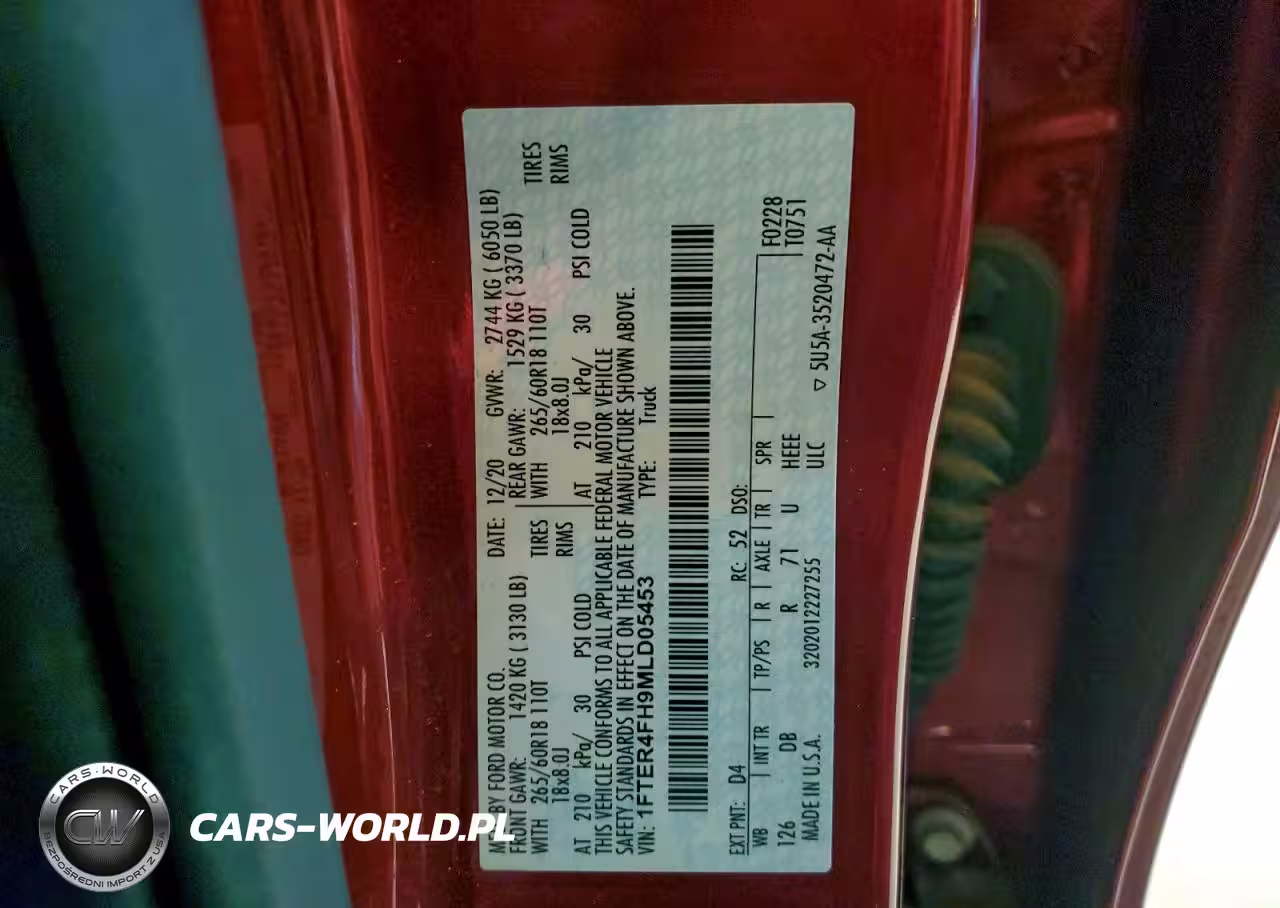 MFD. BY FORD MOTOR CO. DATE: 12/20 GVWR: 2744 KG ( 6050 LB)
FRONT GAWR: 1420 KG ( 3130 LB) REAR GAWR: 1529 KG ( 3370 LB)
WITH 265/60R18 110T TIRES WITH 265/60R18 110T TIRES
18x8.0J RIMS 18x8.0J RIMS
AT 210 kPa/ 30 PSI COLD AT 210 kPa/ 30 PSI COLD
THIS VEHICLE CONFORMS TO ALL APPLICABLE FEDERAL MOTOR VEHICLE
SAFETY STANDARDS IN EFFECT ON THE DATE OF MANUFACTURE SHOWN ABOVE.
VIN: 1FTER4FH9MLD05453 TYPE: Truck
EXT PNT: D4 RC: 52 DSO:
WB INT TR TP/PS R AXLE TR SPR F0228
126 DB R 71 U HEEE T0751
MADE IN U.S.A. 3202012227255 ULC ▽ 5U5A-3520472-AA
CARS-WORLD
CW
BEZPOŚREDNI IMPORT Z USA
CARS-WORLD.PL